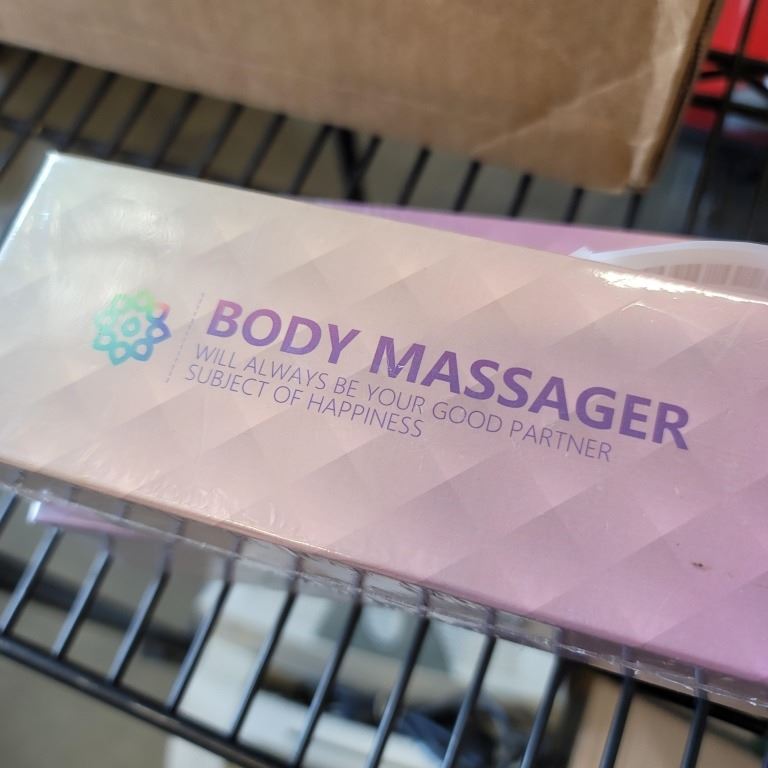 BODY MASSAGER
WILL ALWAYS BE YOUR GOOD PARTNER
SUBJECT OF HAPPINESS